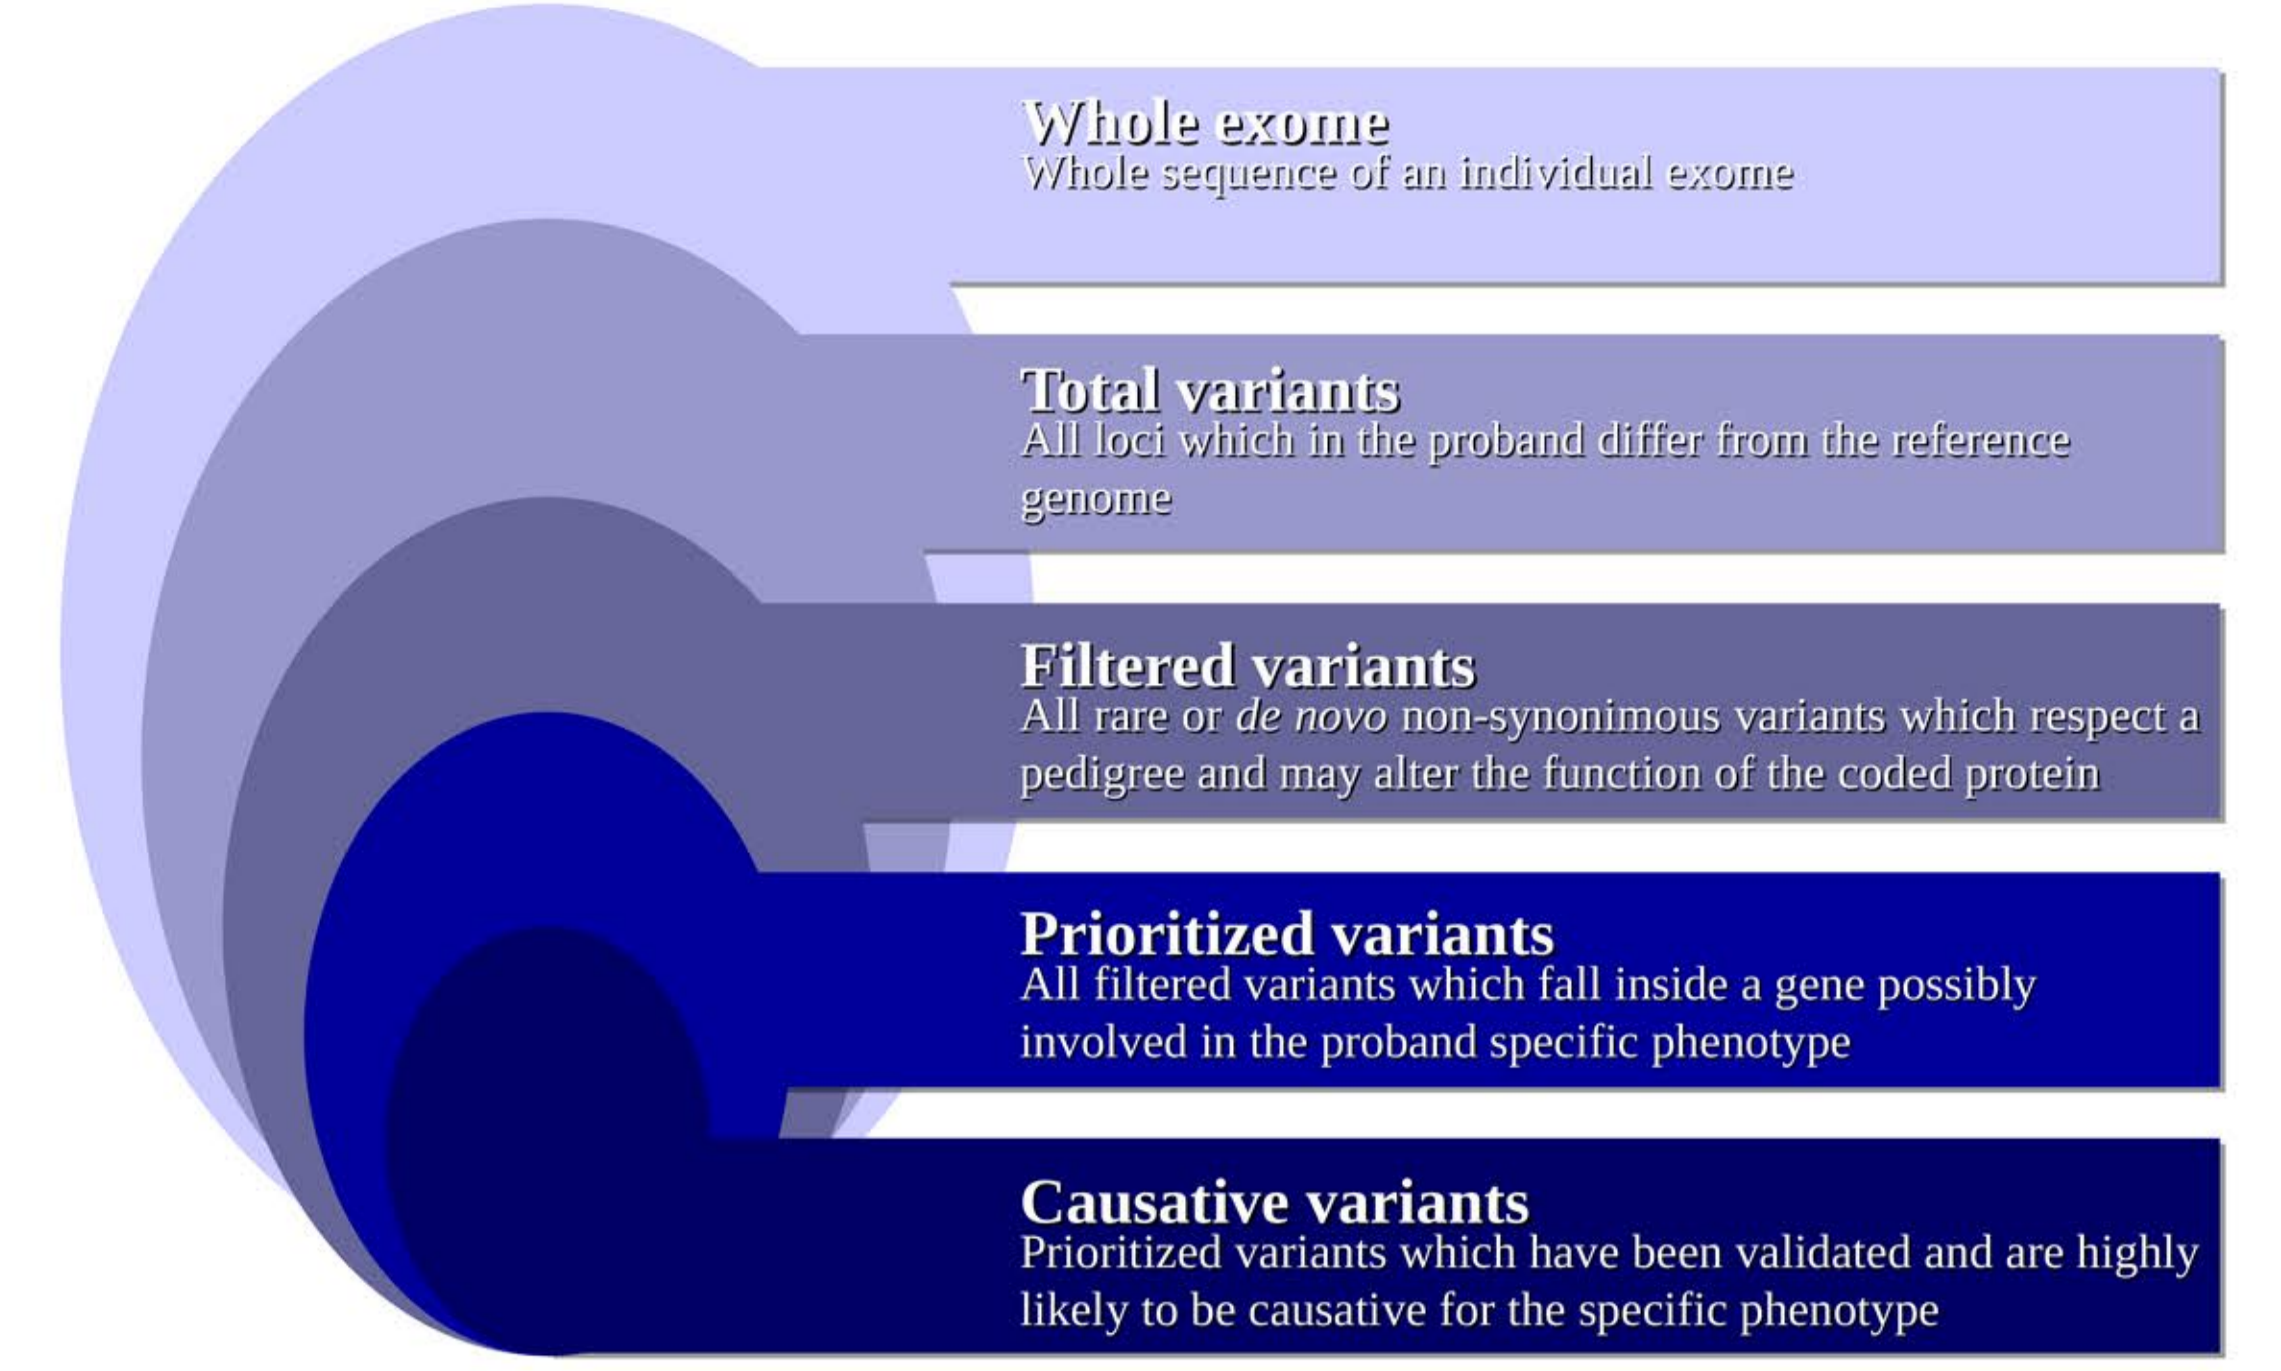 Whole exome
Whole sequence of an individual exome
Total variants
All loci which in the proband differ from the reference
genome
Filtered variants
All rare or de novo non-synonimous variants which respect a
pedigree and may alter the function of the coded protein
Prioritized variants
All filtered variants which fall inside a gene possibly
involved in the proband specific phenotype
Causative variants
Prioritized variants which have been validated and are highly
likely to be causative for the specific phenotype